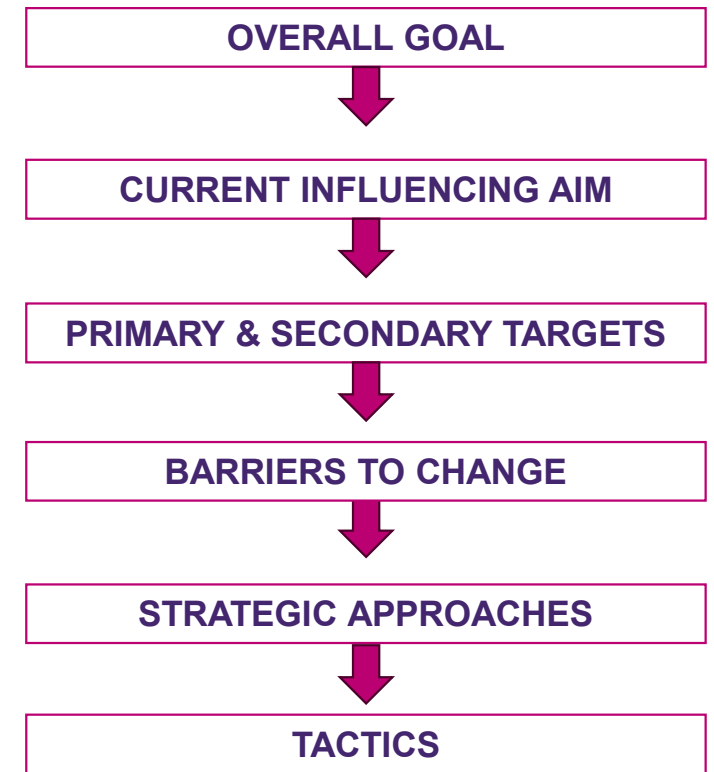 OVERALL GOAL
CURRENT INFLUENCING AIM
PRIMARY & SECONDARY TARGETS
BARRIERS TO CHANGE
STRATEGIC APPROACHES
TACTICS